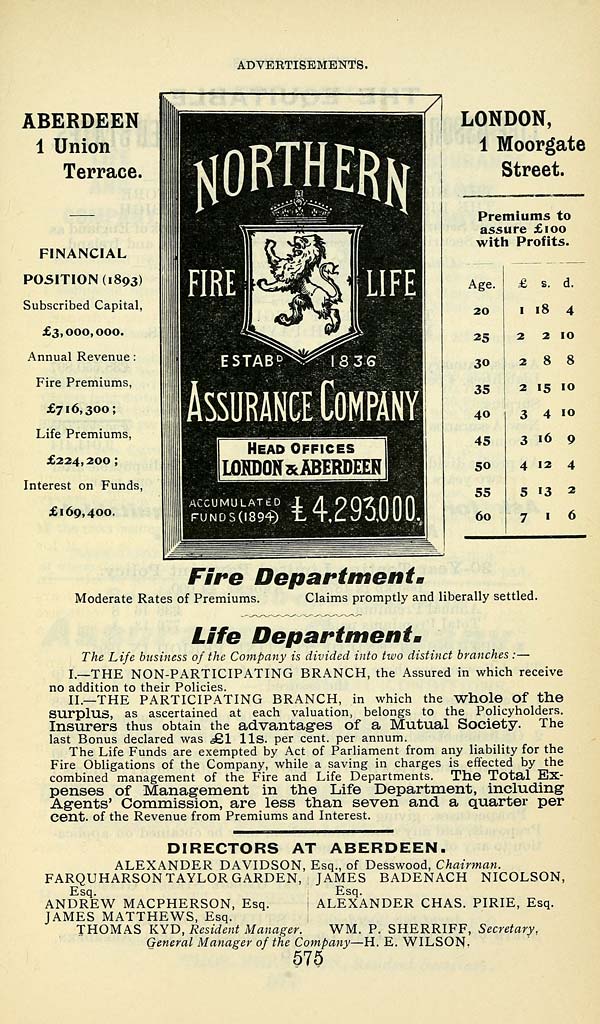 ADVERTISEMENTS.
ABERDEEN
1 Union
Terrace.
FINANCIAL
POSITION (1893)
Subscribed Capital,
£3,000,000.
Annual Revenue:
Fire Premiums,
£716,300;
Life Premiums,
£224,200;
Interest on Funds,
£169,400.
NORTHERN
FIRE LIFE
ESTABD 1836
ASSURANCE COMPANY
HEAD OFFICES
LONDON & ABERDEEN
ACCUMULATED
FUNDS (1894) £4,293,000.
LONDON,
1 Moorgate
Street.
Premiums to
assure £100
with Profits.
Age. £ s. d.
20 1 18 4
25 2 2 10
30 2 8 8
35 2 15 10
40 3 4 10
45 3 16 9
50 4 12 4
55 5 13 2
60 7 1 6
Fire Department.
Moderate Rates of Premiums. Claims promptly and liberally settled.
Life Department.
The Life business of the Company is divided into two distinct branches:—
I.—THE NON-PARTICIPATING BRANCH, the Assured in which receive
no addition to their Policies.
II.—THE PARTICIPATING BRANCH, in which the whole of the
surplus, as ascertained at each valuation, belongs to the Policyholders.
Insurers thus obtain the advantages of a Mutual Society. The
last Bonus declared was £1 11s. per cent. per annum.
The Life Funds are exempted by Act of Parliament from any liability for the
Fire Obligations of the Company, while a saving in charges is effected by the
combined management of the Fire and Life Departments. The Total Ex-
penses of Management in the Life Department, including
Agents' Commission, are less than seven and a quarter per
cent. of the Revenue from Premiums and Interest.
DIRECTORS AT ABERDEEN.
ALEXANDER DAVIDSON, Esq., of Desswood, Chairman.
FARQUHARSON TAYLOR GARDEN,
Esq.
ANDREW MACPHERSON, Esq.
JAMES MATTHEWS, Esq.
JAMES BADENACH NICOLSON,
Esq.
ALEXANDER CHAS. PIRIE, Esq.
THOMAS KYD, Resident Manager. WM. P. SHERRIFF, Secretary.
General Manager of the Company—H. E. WILSON.
575